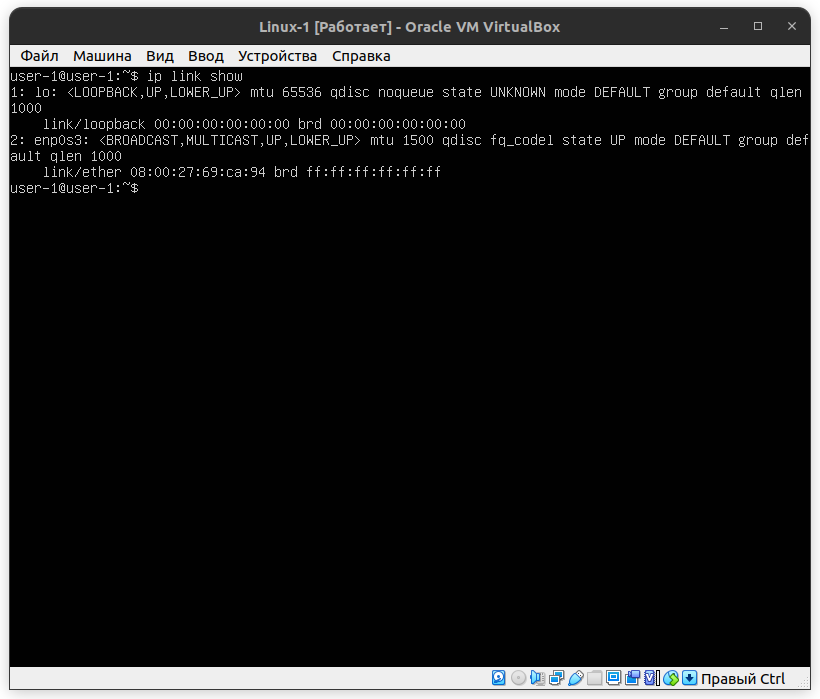 Linux-1 [Работает] - Oracle VM VirtualBox
Файл Машина Вид Ввод Устройства Справка
user-1@user-1:~$ ip link show
1: lo: <LOOPBACK,UP,LOWER_UP> mtu 65536 qdisc noqueue state UNKNOWN mode DEFAULT group default qlen
1000
    link/loopback 00:00:00:00:00:00 brd 00:00:00:00:00:00
2: enp0s3: <BROADCAST,MULTICAST,UP,LOWER_UP> mtu 1500 qdisc fq_codel state UP mode DEFAULT group def
ault qlen 1000
    link/ether 08:00:27:69:ca:94 brd ff:ff:ff:ff:ff:ff
user-1@user-1:~$
Правый Ctrl